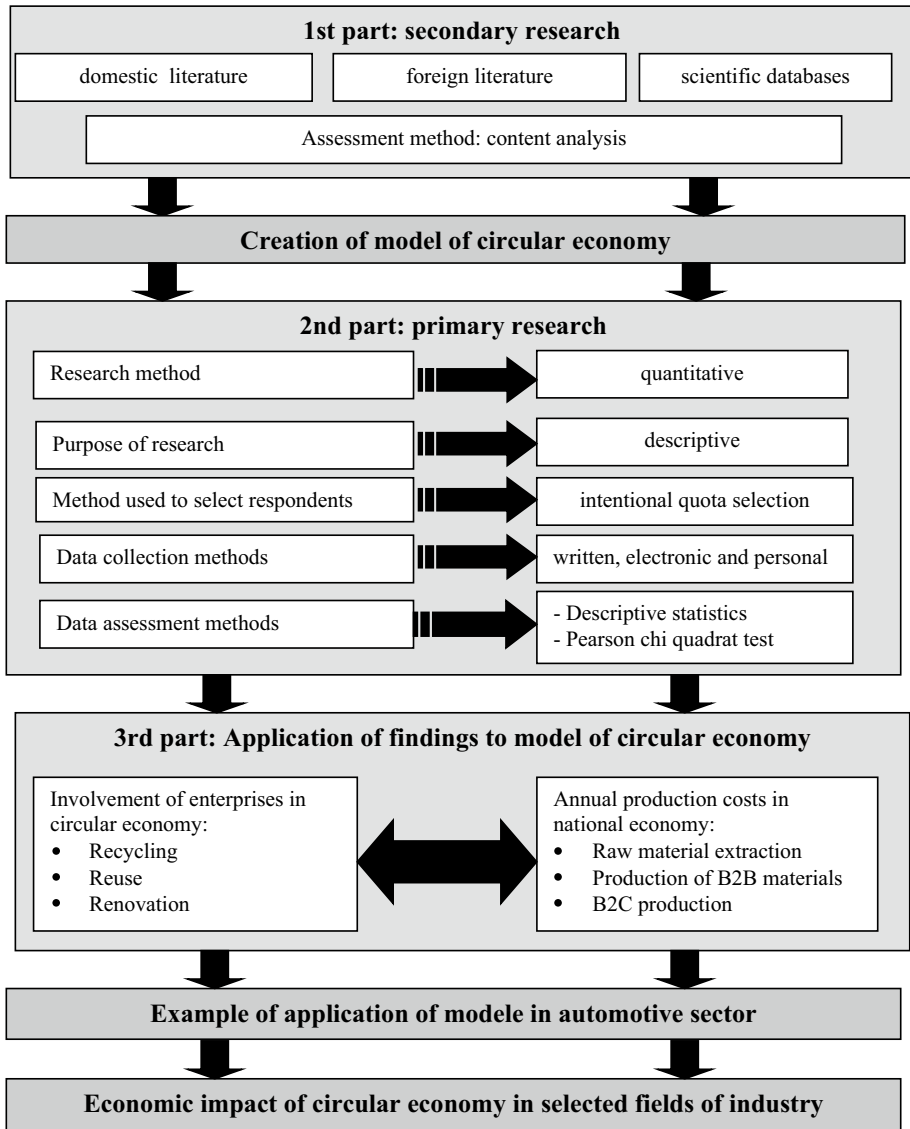 1st part: secondary research
domestic literature
foreign literature
scientific databases
Assessment method: content analysis
Creation of model of circular economy
2nd part: primary research
Research method
quantitative
Purpose of research
descriptive
Method used to select respondents
intentional quota selection
Data collection methods
written, electronic and personal
Data assessment methods
- Descriptive statistics
- Pearson chi quadrat test
3rd part: Application of findings to model of circular economy
Involvement of enterprises in
circular economy:
• Recycling
• Reuse
• Renovation
Annual production costs in
national economy:
• Raw material extraction
• Production of B2B materials
• B2C production
Example of application of modele in automotive sector
Economic impact of circular economy in selected fields of industry